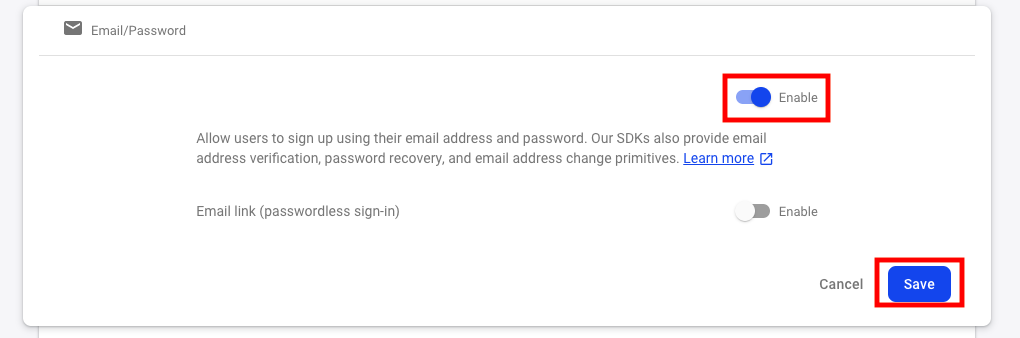 Email/Password
Enable
Allow users to sign up using their email address and password. Our SDKs also provide email
address verification, password recovery, and email address change primitives. Learn more
Email link (passwordless sign-in)
Enable
Cancel
Save